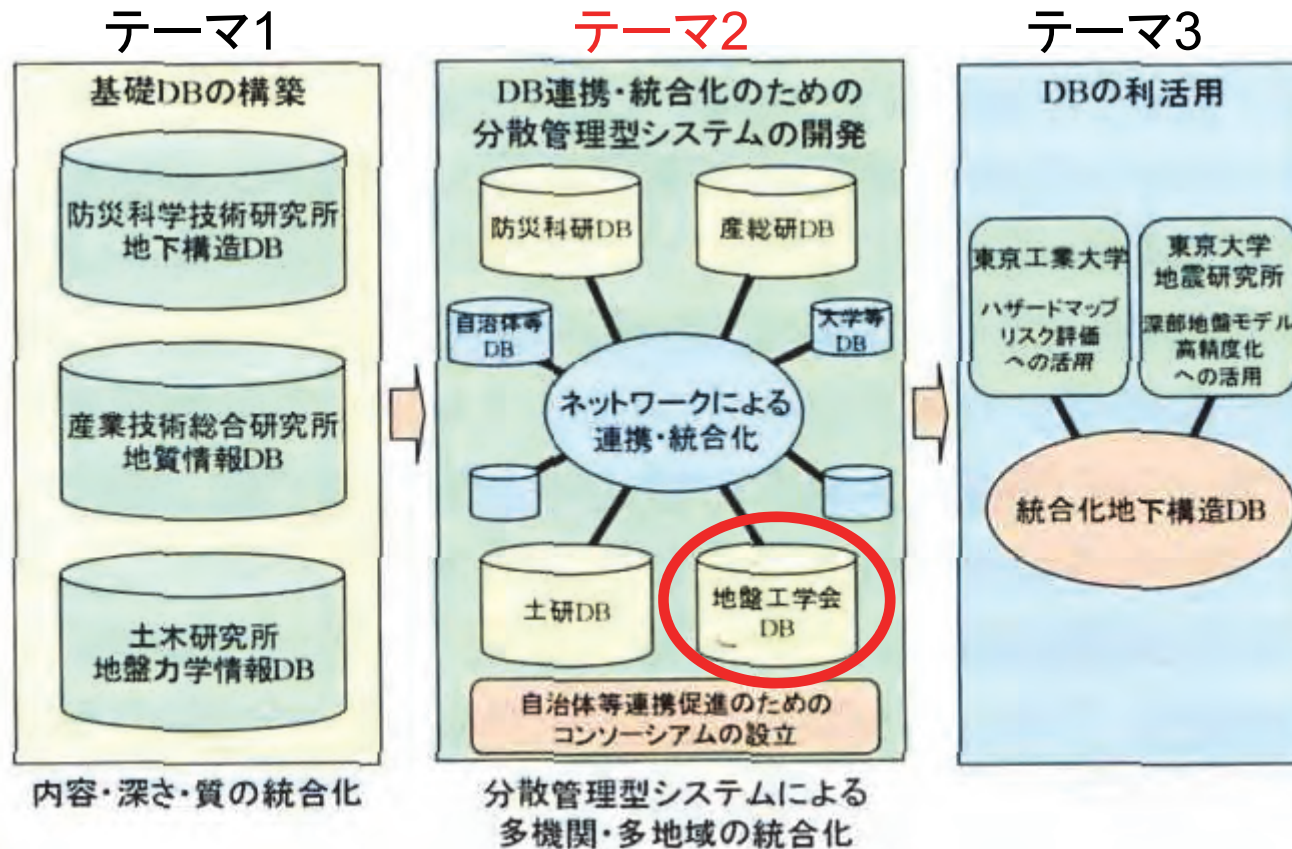 テーマ1
基礎DBの構築
防災科学技術研究所
地下構造DB
産業技術総合研究所
地質情報DB
土木研究所
地盤力学情報DB
内容・深さ・質の統合化
テーマ2
DB連携・統合化のための
分散管理型システムの開発
防災科研DB
産総研DB
自治体等
DB
大学等
DB
ネットワークによる
連携・統合化
土研DB
地盤工学会
DB
自治体等連携促進のための
コンソーシアムの設立
分散管理型システムによる
多機関・多地域の統合化
テーマ3
DBの利活用
東京工業大学
ハザードマップ
リスク評価
への活用
東京大学
地震研究所
深部地盤モデル
高精度化
への活用
統合化地下構造DB